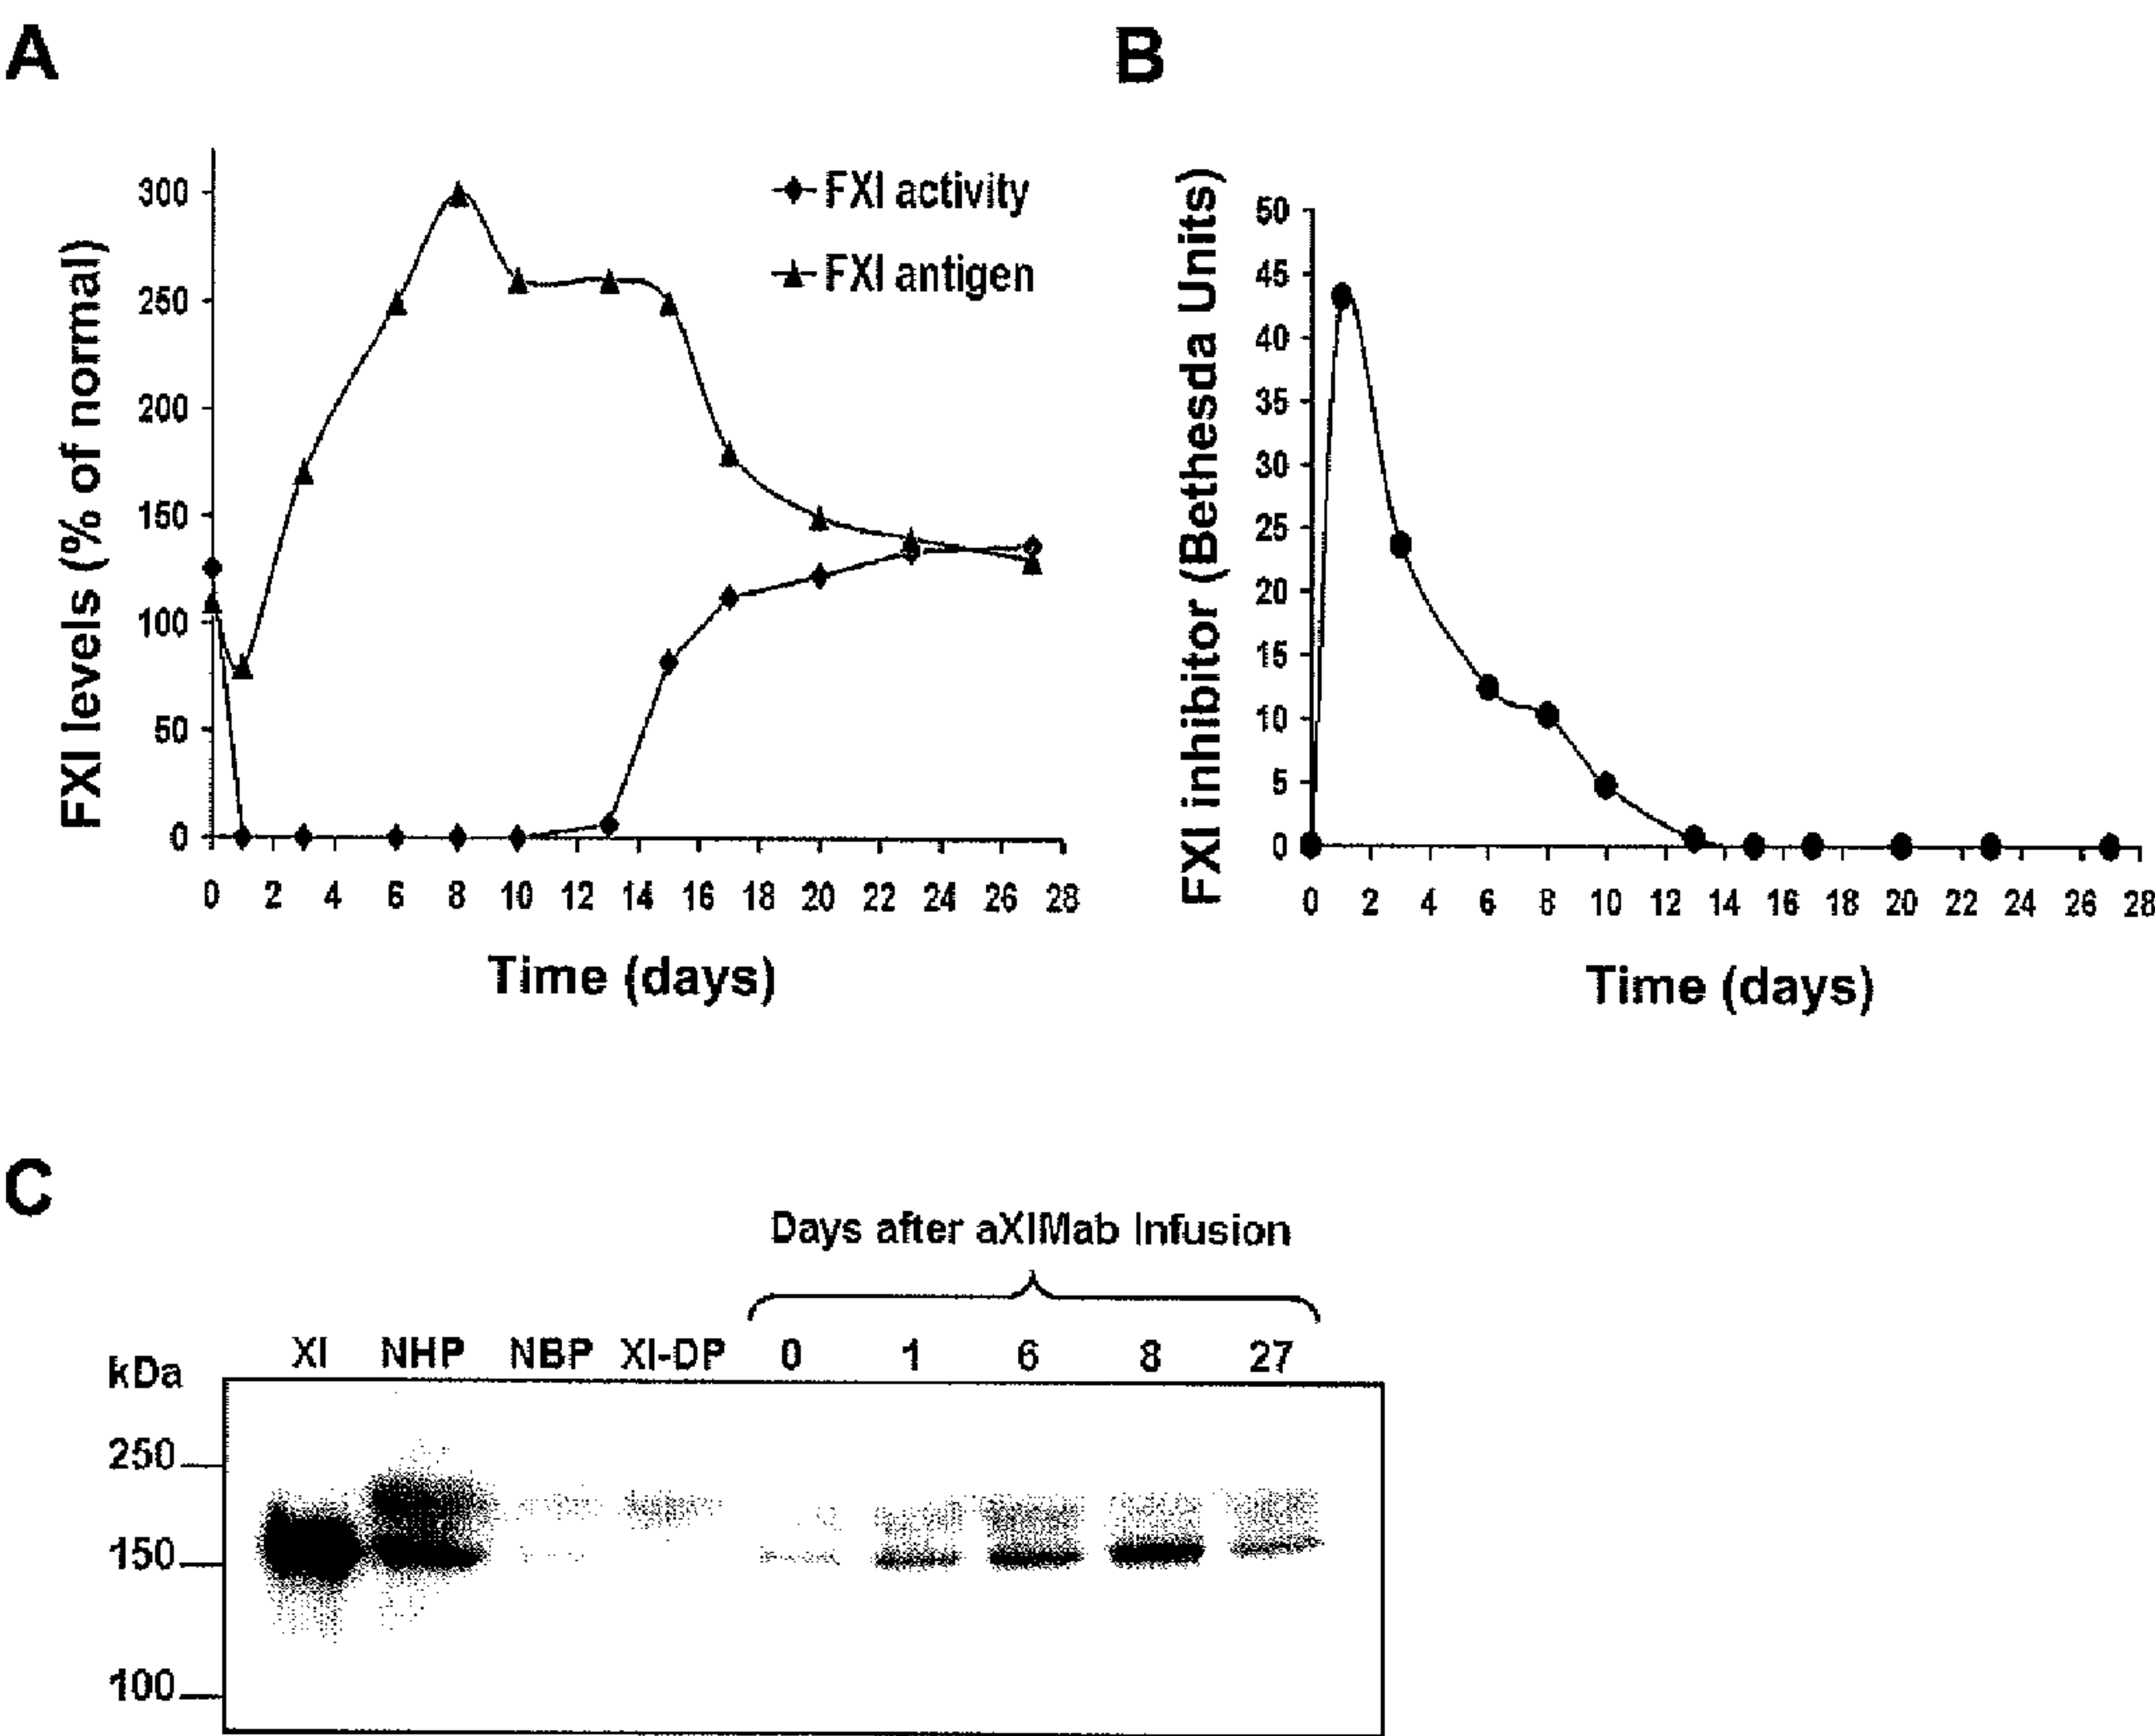 A
FXI levels (% of normal)
300
250
200
150
100
50
0
FXI activity
FXI antigen
0 2 4 6 8 10 12 14 16 18 20 22 24 26 28
Time (days)
B
FXI inhibitor (Bethesda Units)
50
45
40
35
30
25
20
15
10
5
0
0 2 4 6 8 10 12 14 16 18 20 22 24 26 28
Time (days)
C
Days after aXIMab Infusion
kDa XI NHP NBP XI-DP 0 1 6 8 27
250
150
100